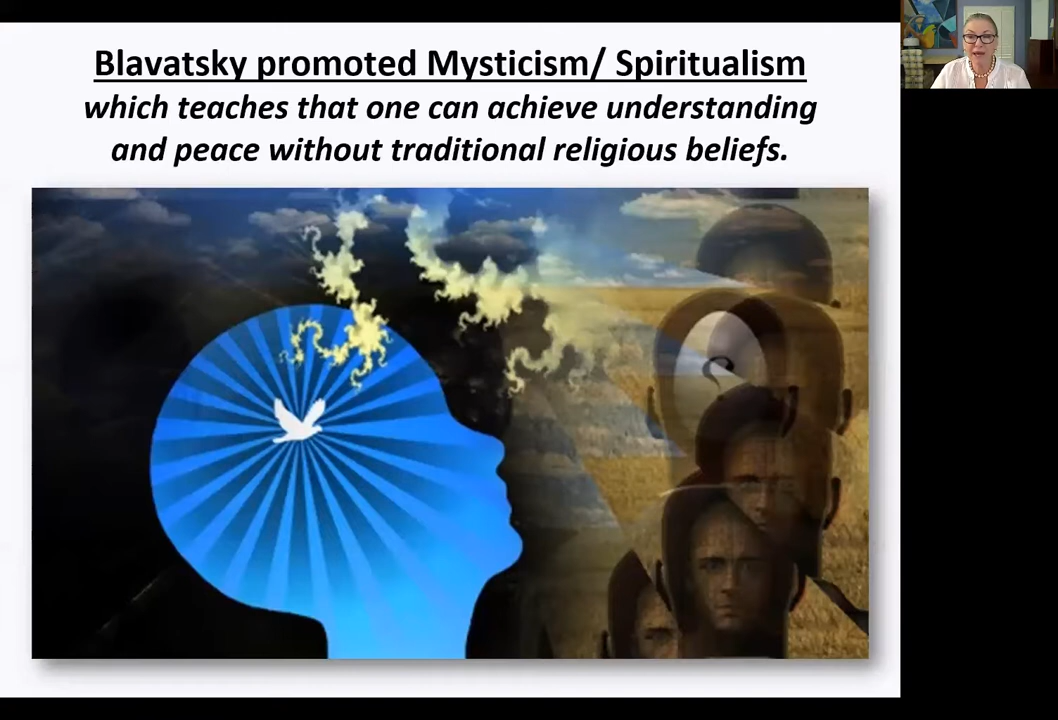 Blavatsky promoted Mysticism/ Spiritualism
which teaches that one can achieve understanding
and peace without traditional religious beliefs.
?